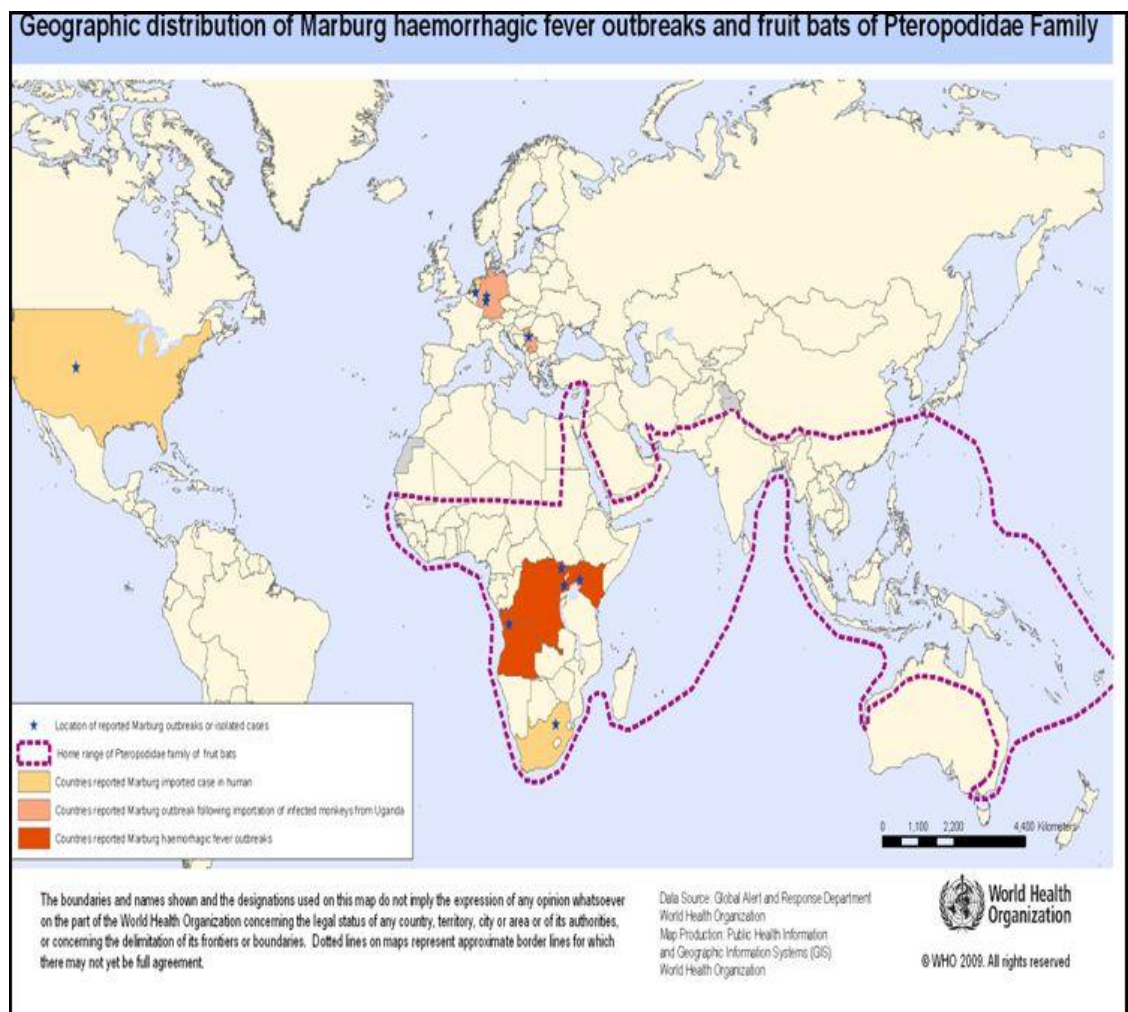 Geographic distribution of Marburg haemorrhagic fever outbreaks and fruit bats of Pteropodidae Family
Location of reported Marburg outbreaks or isolated cases
Home range of Pteropodidae family of fruit bats
Countries reported Marburg imported case in human
Countries reported Marburg outbreak following importation of infected monkeys from Uganda
Countries reported Marburg haemorhagic fever outbreaks
0 1,100 2,200 4,400 Kilometers
The boundaries and names shown and the designations used on this map do not imply the expression of any opinion whatsoever
on the part of the World Health Organization concerning the legal status of any country, territory, city or area or of its authorities,
or concerning the delimitation of its frontiers or boundaries. Dotted lines on maps represent approximate border lines for which
there may not yet be full agreement.
Data Source: Global Alert and Response Department
World Health Organization
Map Production: Public Health Information
and Geographic Information Systems (GIS)
World Health Organization
World Health
Organization
© WHO 2009. All rights reserved